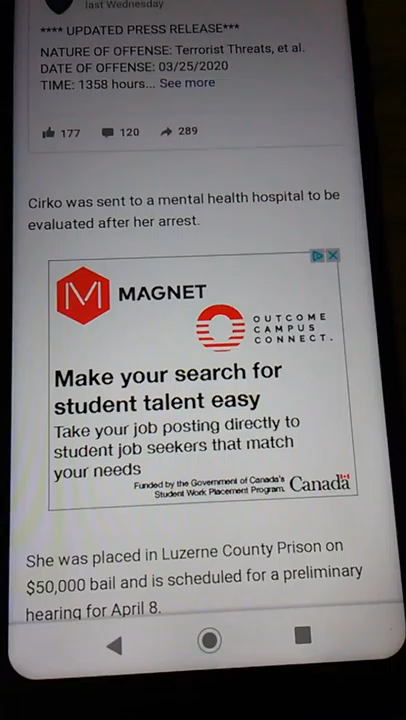 last Wednesday
**** UPDATED PRESS RELEASE***
NATURE OF OFFENSE: Terrorist Threats, et al.
DATE OF OFFENSE: 03/25/2020
TIME: 1358 hours... See more
177 120 289
Cirko was sent to a mental health hospital to be
evaluated after her arrest.
M MAGNET
OUTCOME
CAMPUS
CONNECT.
Make your search for
student talent easy
Take your job posting directly to
student job seekers that match
your needs
Funded by the Government of Canada's
Student Work Placement Program.
Canada
She was placed in Luzerne County Prison on
$50,000 bail and is scheduled for a preliminary
hearing for April 8.